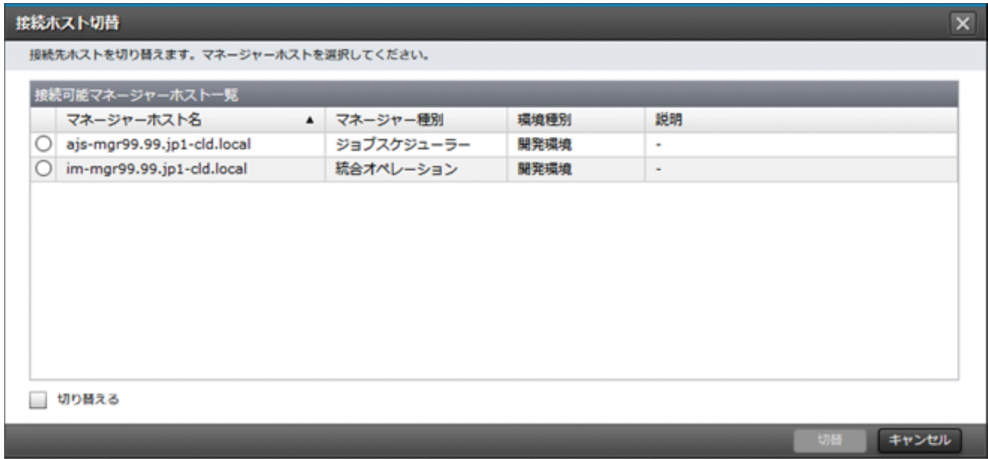 接続ホスト切替
接続先ホストを切り替えます。マネージャーホストを選択してください。
接続可能マネージャーホスト一覧
マネージャーホスト名 ▲ マネージャー種別 環境種別 説明
ajs-mgr99.99.jp1-cld.local ジョブスケジューラー 開発環境 -
im-mgr99.99.jp1-cld.local 統合オペレーション 開発環境 -
切り替える
切替 キャンセル